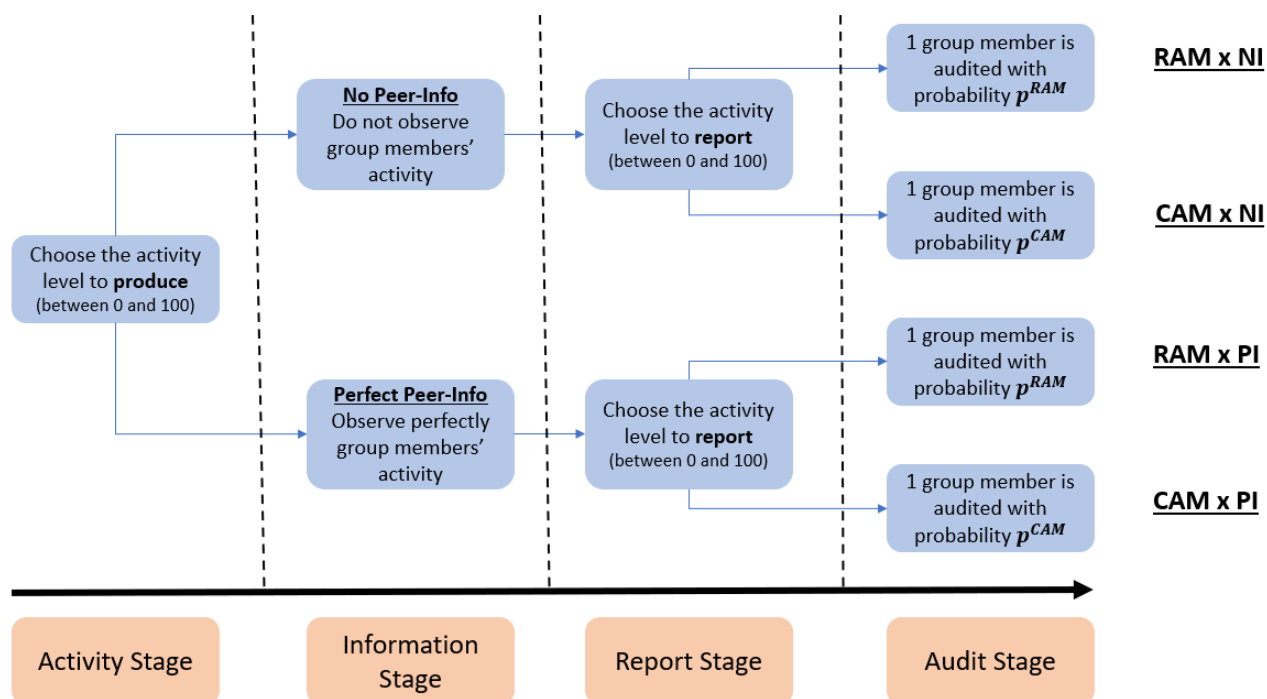 Choose the activity
level to produce
(between 0 and 100)
No Peer-Info
Do not observe
group members'
activity
Perfect Peer-Info
Observe perfectly
group members'
activity
Choose the activity
level to report
(between 0 and 100)
Choose the activity
level to report
(between 0 and 100)
1 group member is
audited with
probability p^RAM
1 group member is
audited with
probability p^CAM
1 group member is
audited with
probability p^RAM
1 group member is
audited with
probability p^CAM
RAM x NI
CAM x NI
RAM x PI
CAM x PI
Activity Stage
Information
Stage
Report Stage
Audit Stage